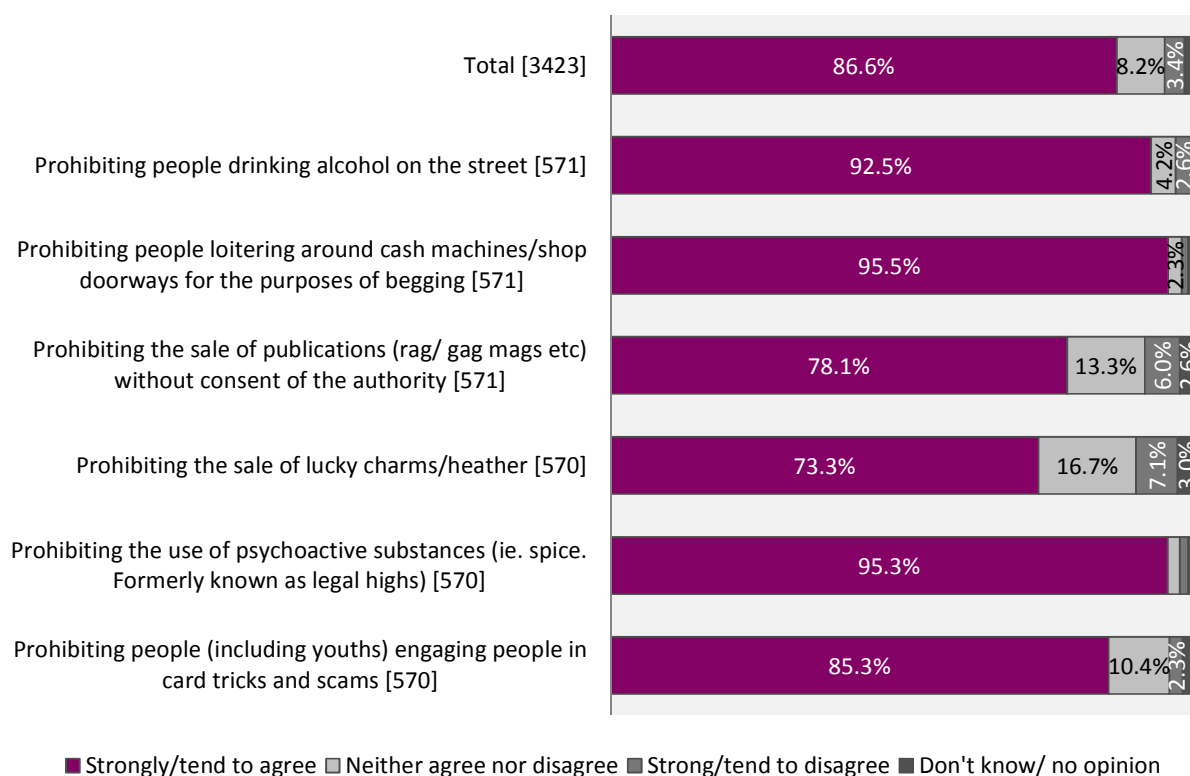 Total [3423]
86.6%
8.2%
3.4%
Prohibiting people drinking alcohol on the street [571]
92.5%
4.2%
2.6%
Prohibiting people loitering around cash machines/shop
doorways for the purposes of begging [571]
95.5%
2.3%
Prohibiting the sale of publications (rag/ gag mags etc)
without consent of the authority [571]
78.1%
13.3%
6.0%
2.6%
Prohibiting the sale of lucky charms/heather [570]
73.3%
16.7%
7.1%
3.0%
Prohibiting the use of psychoactive substances (ie. spice.
Formerly known as legal highs) [570]
95.3%
Prohibiting people (including youths) engaging people in
card tricks and scams [570]
85.3%
10.4%
2.3%
Strongly/tend to agree
Neither agree nor disagree
Strong/tend to disagree
Don't know/ no opinion